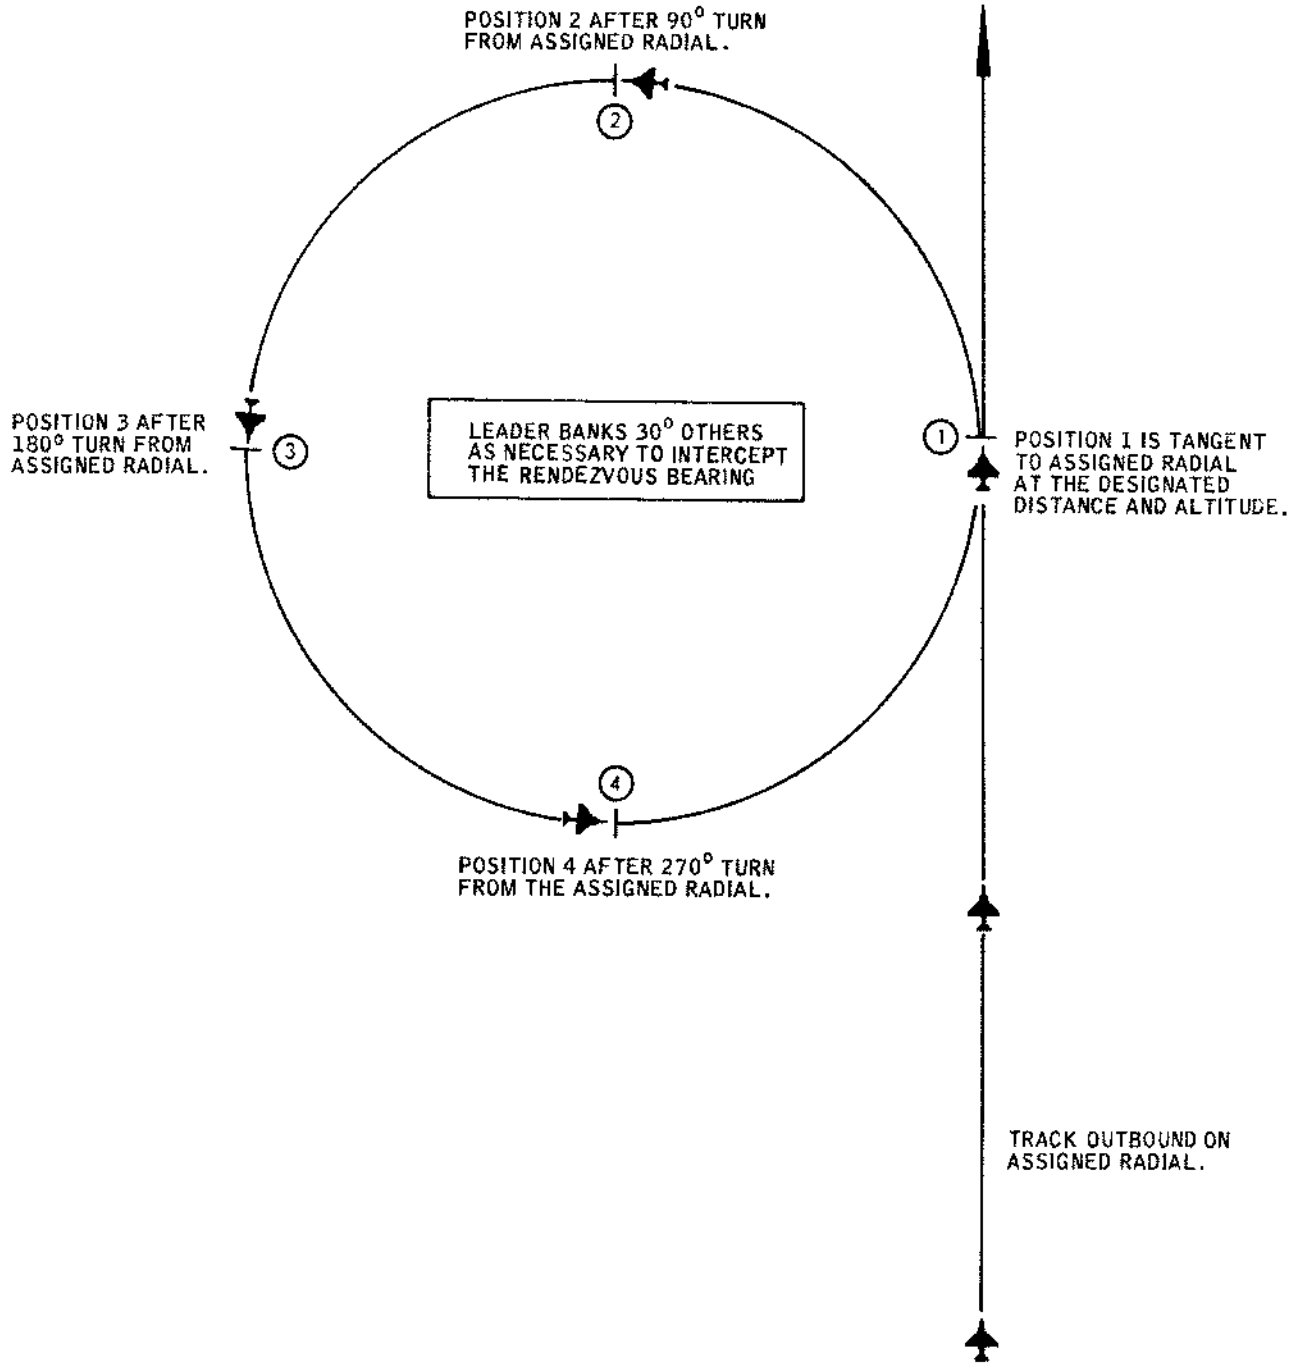 POSITION 2 AFTER 90° TURN
FROM ASSIGNED RADIAL.
2
POSITION 3 AFTER
180° TURN FROM
ASSIGNED RADIAL.
3
LEADER BANKS 30° OTHERS
AS NECESSARY TO INTERCEPT
THE RENDEZVOUS BEARING
1
POSITION 1 IS TANGENT
TO ASSIGNED RADIAL
AT THE DESIGNATED
DISTANCE AND ALTITUDE.
4
POSITION 4 AFTER 270° TURN
FROM THE ASSIGNED RADIAL.
TRACK OUTBOUND ON
ASSIGNED RADIAL.